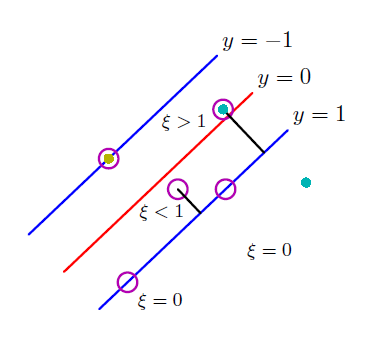 y = −1
y = 0
y = 1
ξ > 1
ξ < 1
ξ = 0
ξ = 0